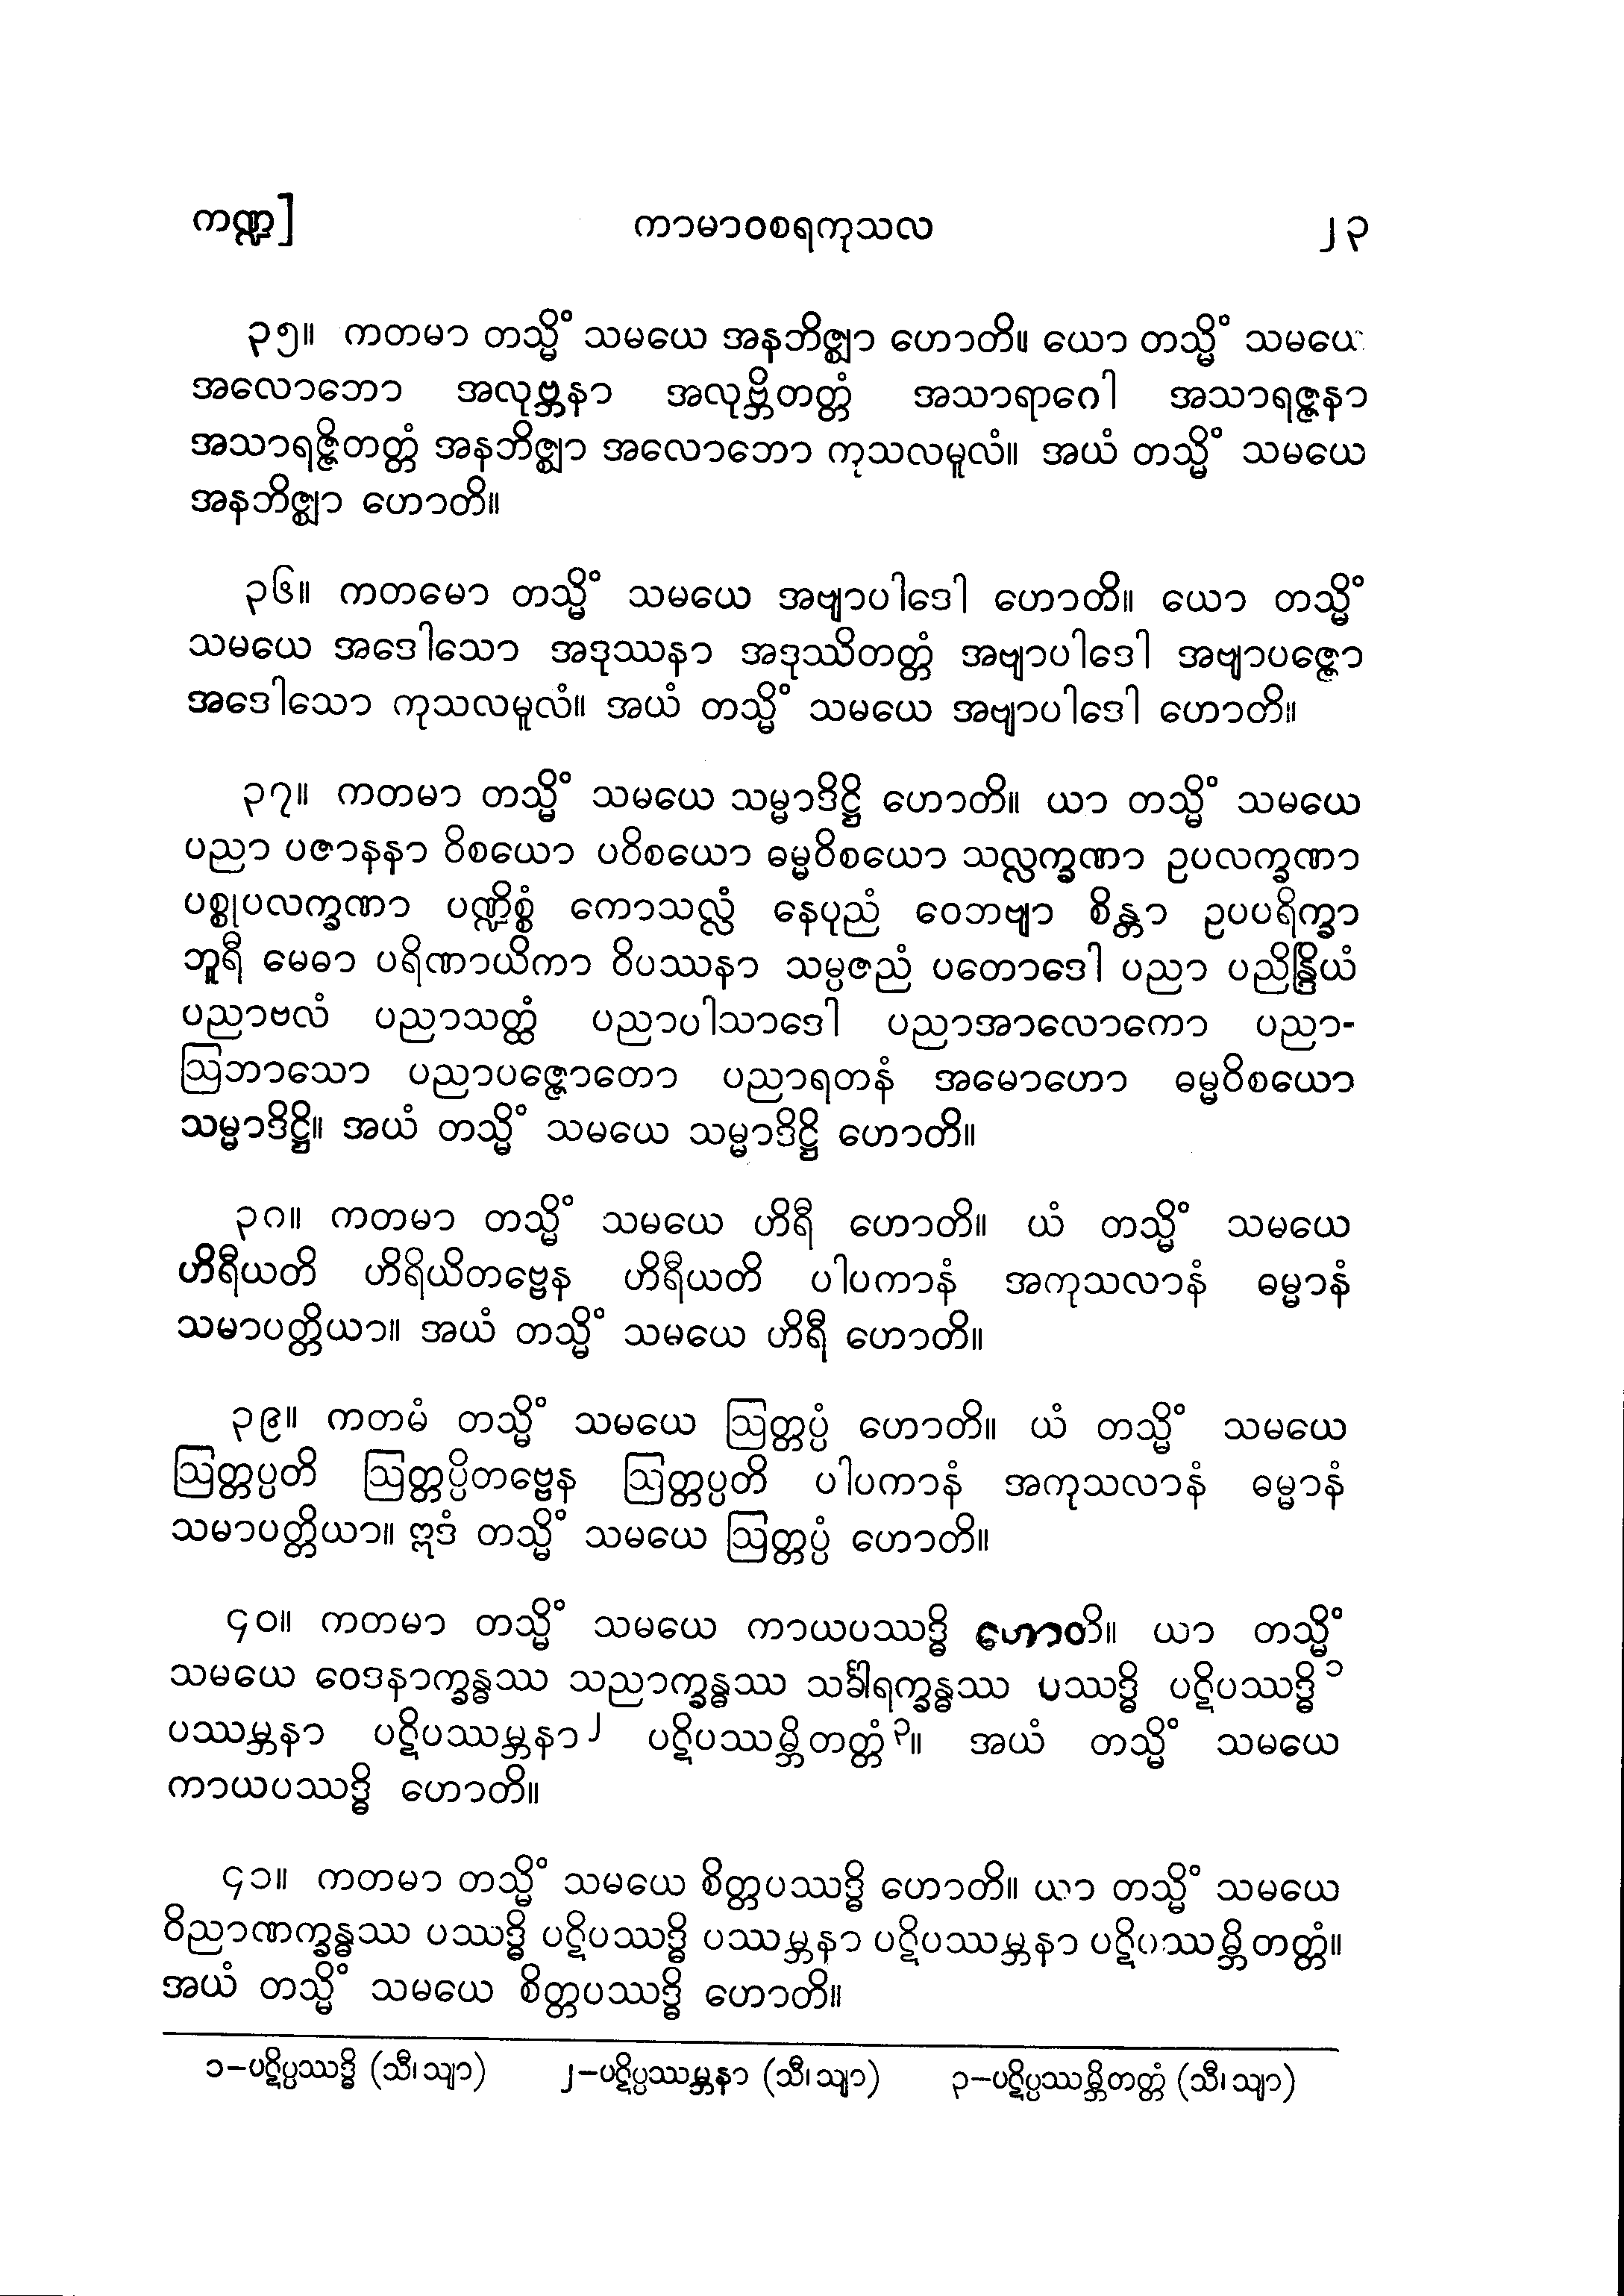 ကဏ္ဍ] ကာမာဝစရကုသလ ၂၃
၃၅။ ကတမာ တသ္မိံ သမယေ အနဘိဇ္ဈာ ဟောတိ။ ယော တသ္မိံ သမယေ
အလောဘော အလုဗ္ဘနာ အလုဗ္ဘိတတ္တံ အသာရာဂေါ အသာရဇ္ဇနာ
အသာရဇ္ဇိတတ္တံ အနဘိဇ္ဈာ အလောဘော ကုသလမူလံ။ အယံ တသ္မိံ သမယေ
အနဘိဇ္ဈာ ဟောတိ။
၃၆။ ကတမော တသ္မိံ သမယေ အဗျာပါဒေါ ဟောတိ။ ယော တသ္မိံ
သမယေ အဒေါသော အဒုဿနာ အဒုဿိတတ္တံ အဗျာပါဒေါ အဗျာပဇ္ဇော
အဒေါသော ကုသလမူလံ။ အယံ တသ္မိံ သမယေ အဗျာပါဒေါ ဟောတိ။
၃၇။ ကတမာ တသ္မိံ သမယေ သမ္မာဒိဋ္ဌိ ဟောတိ။ ယာ တသ္မိံ သမယေ
ပညာ ပဇာနနာ ဝိစယော ပဝိစယော ဓမ္မဝိစယော သလ္လက္ခဏာ ဥပလက္ခဏာ
ပစ္စုပလက္ခဏာ ပဏ္ဍိစ္စံ ကောသလ္လံ နေပုညံ ဝေဘဗျာ စိန္တာ ဥပပရိက္ခာ
ဘူရီ မေဓာ ပရိဏာယိကာ ဝိပဿနာ သမ္ပဇညံ ပတောဒေါ ပညာ ပညိန္ဒြိယံ
ပညာဗလံ ပညာသတ္ထံ ပညာပါသာဒေါ ပညာအာလောကော ပညာ-
ဩဘာသော ပညာပဇ္ဇောတော ပညာရတနံ အမောဟော ဓမ္မဝိစယော
သမ္မာဒိဋ္ဌိ။ အယံ တသ္မိံ သမယေ သမ္မာဒိဋ္ဌိ ဟောတိ။
၃၈။ ကတမာ တသ္မိံ သမယေ ဟိရီ ဟောတိ။ ယံ တသ္မိံ သမယေ
ဟိရီယတိ ဟိရိယိတဗ္ဗေန ဟိရီယတိ ပါပကာနံ အကုသလာနံ ဓမ္မာနံ
သမာပတ္တိယာ။ အယံ တသ္မိံ သမယေ ဟိရီ ဟောတိ။
၃၉။ ကတမံ တသ္မိံ သမယေ ဩတ္တပ္ပံ ဟောတိ။ ယံ တသ္မိံ သမယေ
ဩတ္တပ္ပတိ ဩတ္တပ္ပိတဗ္ဗေန ဩတ္တပ္ပတိ ပါပကာနံ အကုသလာနံ ဓမ္မာနံ
သမာပတ္တိယာ။ ဣဒံ တသ္မိံ သမယေ ဩတ္တပ္ပံ ဟောတိ။
၄၀။ ကတမာ တသ္မိံ သမယေ ကာယပဿဒ္ဓိ ဟောတိ။ ယာ တသ္မိံ
သမယေ ဝေဒနာက္ခန္ဓဿ သညာက္ခန္ဓဿ သင်္ခါရက္ခန္ဓဿ ပဿဒ္ဓိ ပဋိပဿဒ္ဓိ၁
ပဿမ္ဘနာ ပဋိပဿမ္ဘနာ၂ ပဋိပဿမ္ဘိတတ္တံ၃။ အယံ တသ္မိံ သမယေ
ကာယပဿဒ္ဓိ ဟောတိ။
၄၁။ ကတမာ တသ္မိံ သမယေ စိတ္တပဿဒ္ဓိ ဟောတိ။ ယာ တသ္မိံ သမယေ
ဝိညာဏက္ခန္ဓဿ ပဿဒ္ဓိ ပဋိပဿဒ္ဓိ ပဿမ္ဘနာ ပဋိပဿမ္ဘနာ ပဋိပဿမ္ဘိတတ္တံ။
အယံ တသ္မိံ သမယေ စိတ္တပဿဒ္ဓိ ဟောတိ။
၁-ပဋိပ္ပဿဒ္ဓိ (သီ၊သျာ) ၂-ပဋိပ္ပဿမ္ဘနာ (သီ၊သျာ) ၃-ပဋိပ္ပဿမ္ဘိတတ္တံ (သီ၊သျာ)